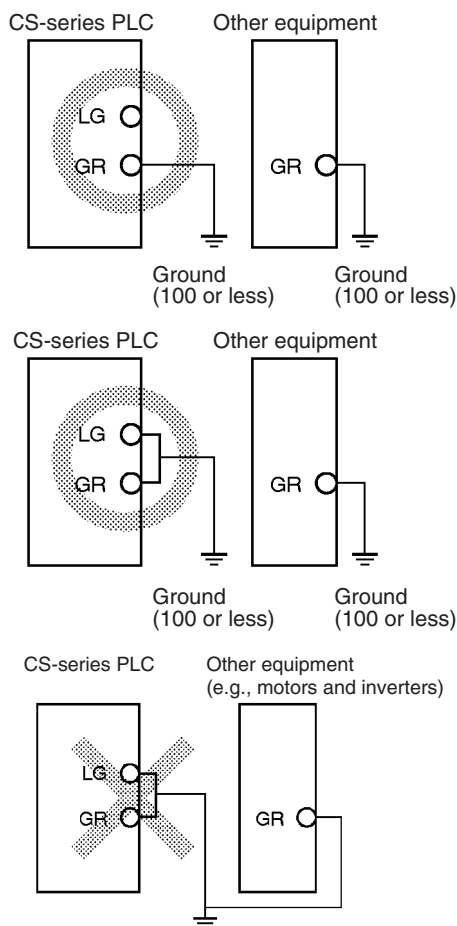 CS-series PLC Other equipment
LG
GR GR
Ground Ground
(100 or less) (100 or less)
CS-series PLC Other equipment
LG
GR GR
Ground Ground
(100 or less) (100 or less)
CS-series PLC Other equipment
(e.g., motors and inverters)
LG
GR GR